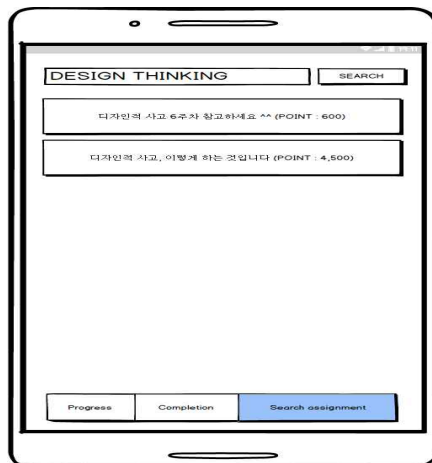 DESIGN THINKING
SEARCH
디자인적 사고 6주차 참고하세요 ^^ (POINT : 600)
디자인적 사고, 이렇게 하는 것입니다 (POINT : 4,500)
Progress
Completion
Search assignment